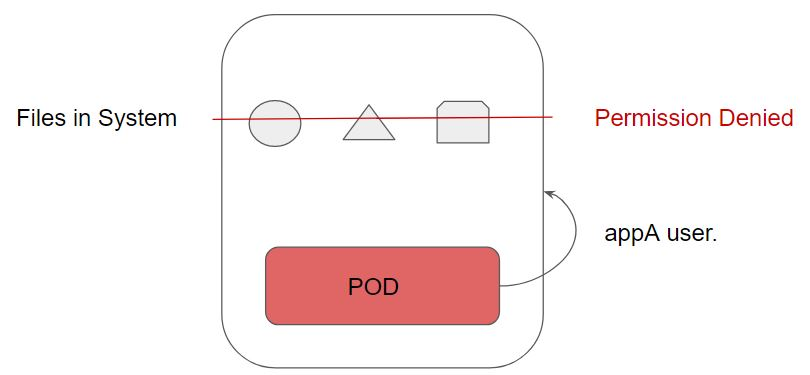 Files in System
Permission Denied
appA user.
POD